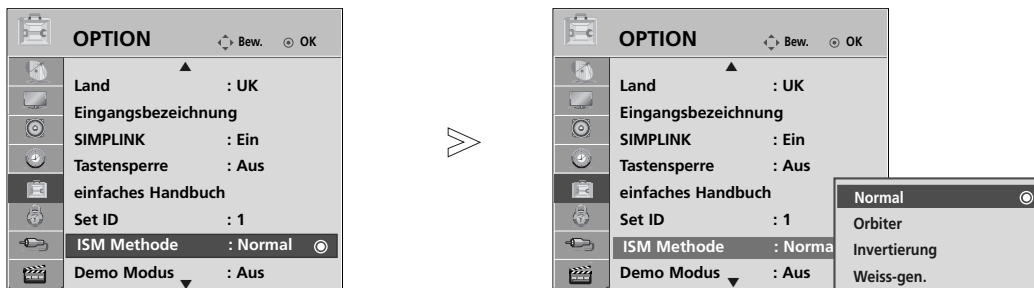 OPTION Bew. OK
Land : UK
Eingangsbezeichnung
SIMPLINK : Ein
Tastensperre : Aus
einfaches Handbuch
Set ID : 1
ISM Methode : Normal
Demo Modus : Aus
OPTION Bew. OK
Land : UK
Eingangsbezeichnung
SIMPLINK : Ein
Tastensperre : Aus
einfaches Handbuch
Set ID : 1
ISM Methode : Norma
Demo Modus : Aus
Normal
Orbiter
Invertierung
Weiss-gen.